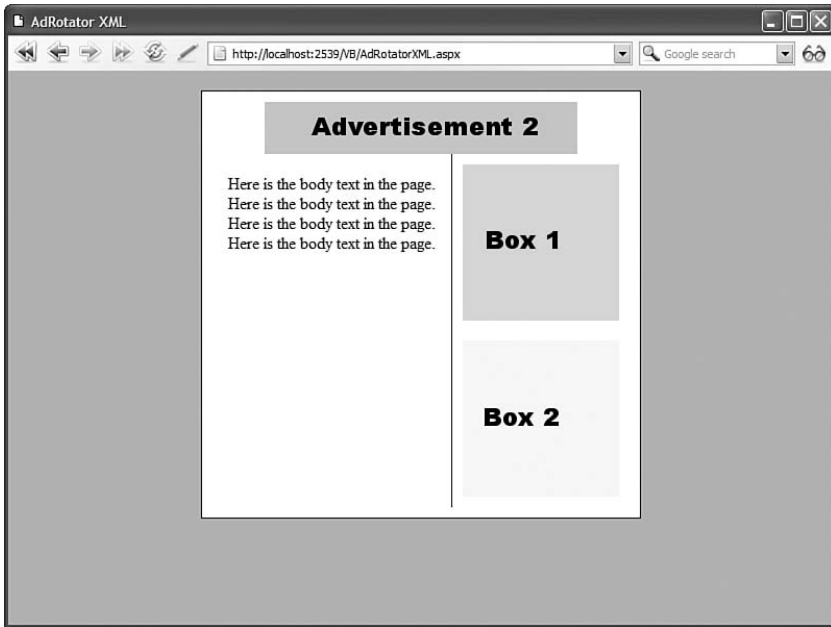 AdRotator XML
http://localhost:2539/VB/AdRotatorXML.aspx
Google search
Advertisement 2
Here is the body text in the page.
Here is the body text in the page.
Here is the body text in the page.
Here is the body text in the page.
Box 1
Box 2